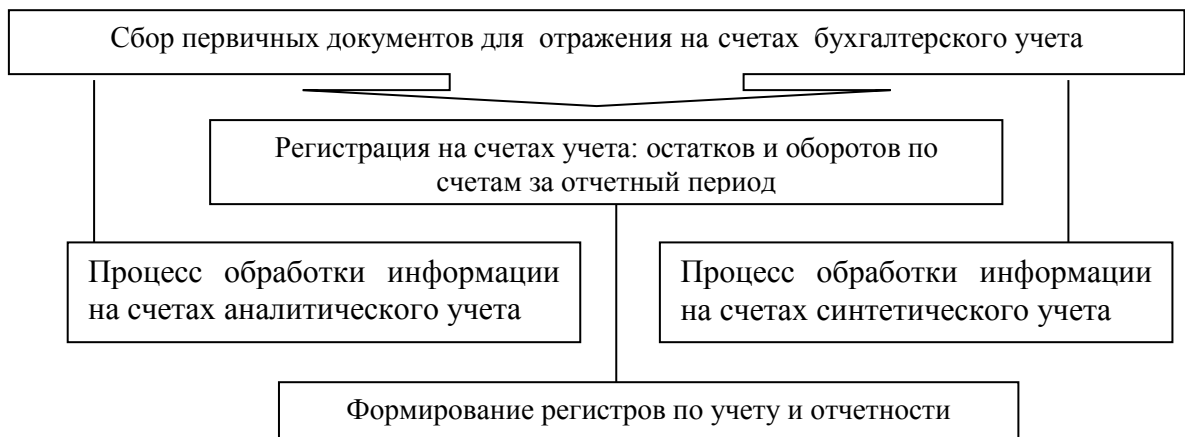 Сбор первичных документов для отражения на счетах бухгалтерского учета
Регистрация на счетах учета: остатков и оборотов по
счетам за отчетный период
Процесс обработки информации
на счетах аналитического учета
Процесс обработки информации
на счетах синтетического учета
Формирование регистров по учету и отчетности